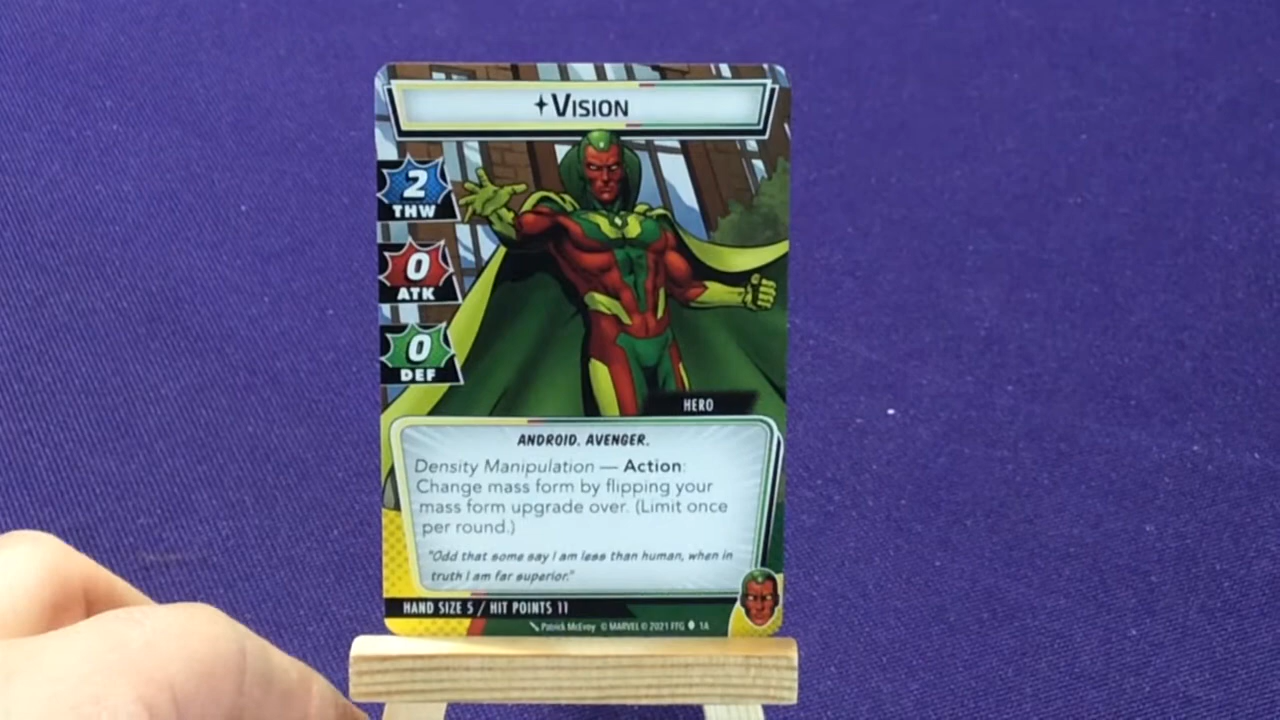 VISION
2
THW
0
ATK
0
DEF
HERO
ANDROID. AVENGER.
Density Manipulation — Action:
Change mass form by flipping your
mass form upgrade over. (Limit once
per round.)
"Odd that some say I am less than human, when in
truth I am far superior."
HAND SIZE 5 / HIT POINTS 11
Patrick McEvoy © MARVEL © 2021 FFG 1A